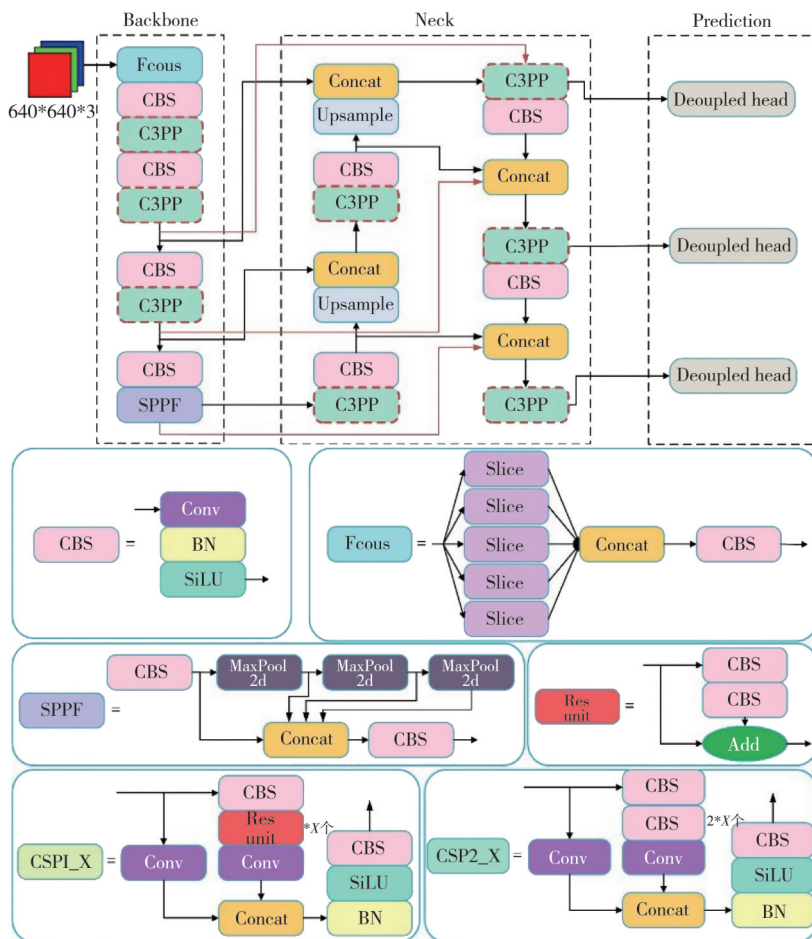 Backbone
Neck
Prediction
640*640*3
Fcous
CBS
C3PP
CBS
C3PP
CBS
C3PP
CBS
SPPF
Concat
Upsample
CBS
C3PP
Concat
Upsample
CBS
C3PP
C3PP
CBS
Concat
C3PP
CBS
Concat
C3PP
Deoupled head
Deoupled head
Deoupled head
CBS
=
Conv
BN
SiLU
Fcous
=
Slice
Slice
Slice
Slice
Slice
Concat
CBS
SPPF
=
CBS
MaxPool
2d
MaxPool
2d
MaxPool
2d
Concat
CBS
Res
unit
=
CBS
CBS
Add
CSPI_X
=
Conv
CBS
Res
unit
*X个
Conv
Concat
CBS
SiLU
BN
CSP2_X
=
Conv
CBS
CBS
2*X个
Conv
Concat
CBS
SiLU
BN